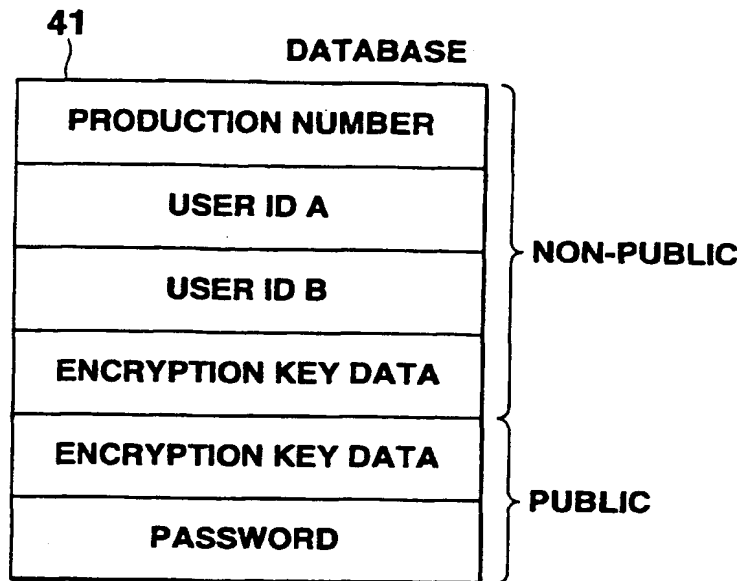 41
DATABASE
PRODUCTION NUMBER
USER ID A
USER ID B
NON-PUBLIC
ENCRYPTION KEY DATA
ENCRYPTION KEY DATA
PUBLIC
PASSWORD